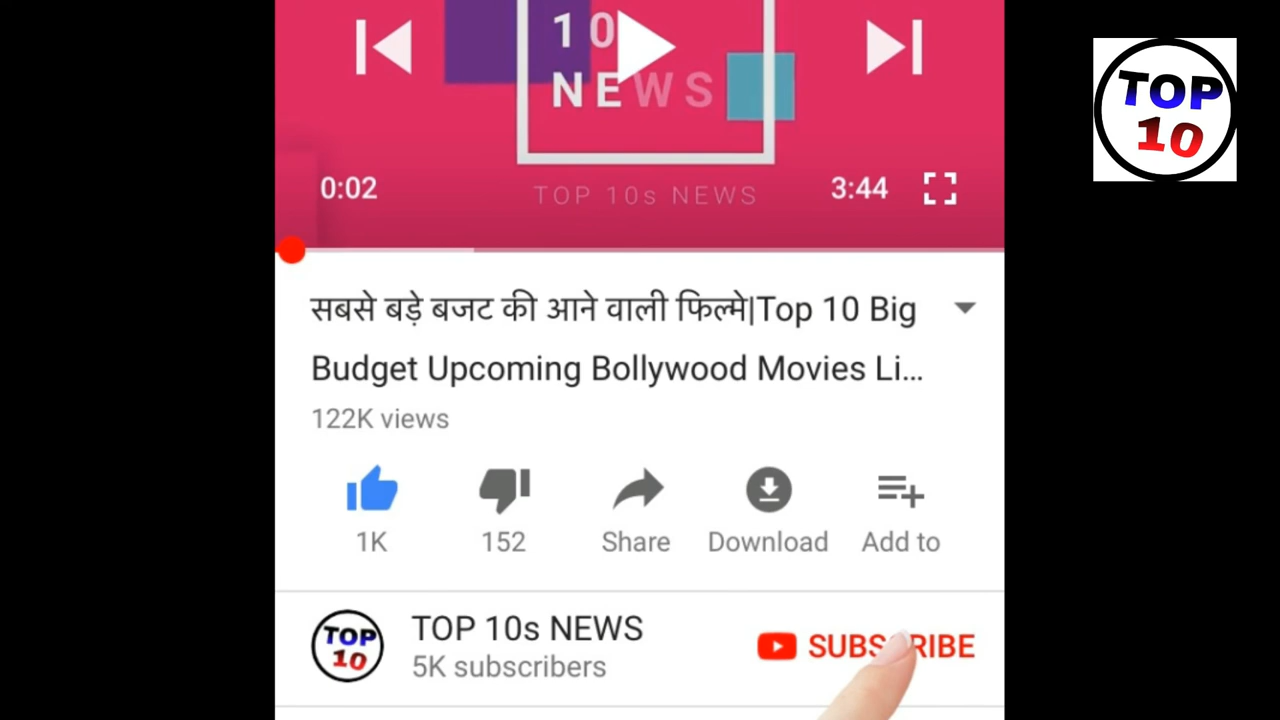 10
NEWS
TOP
10
0:02
TOP 10s NEWS
3:44
सबसे बड़े बजट की आने वाली फिल्मे|Top 10 Big
Budget Upcoming Bollywood Movies Li...
122K views
1K
152
Share
Download
Add to
TOP
10
TOP 10s NEWS
5K subscribers
SUBSCRIBE